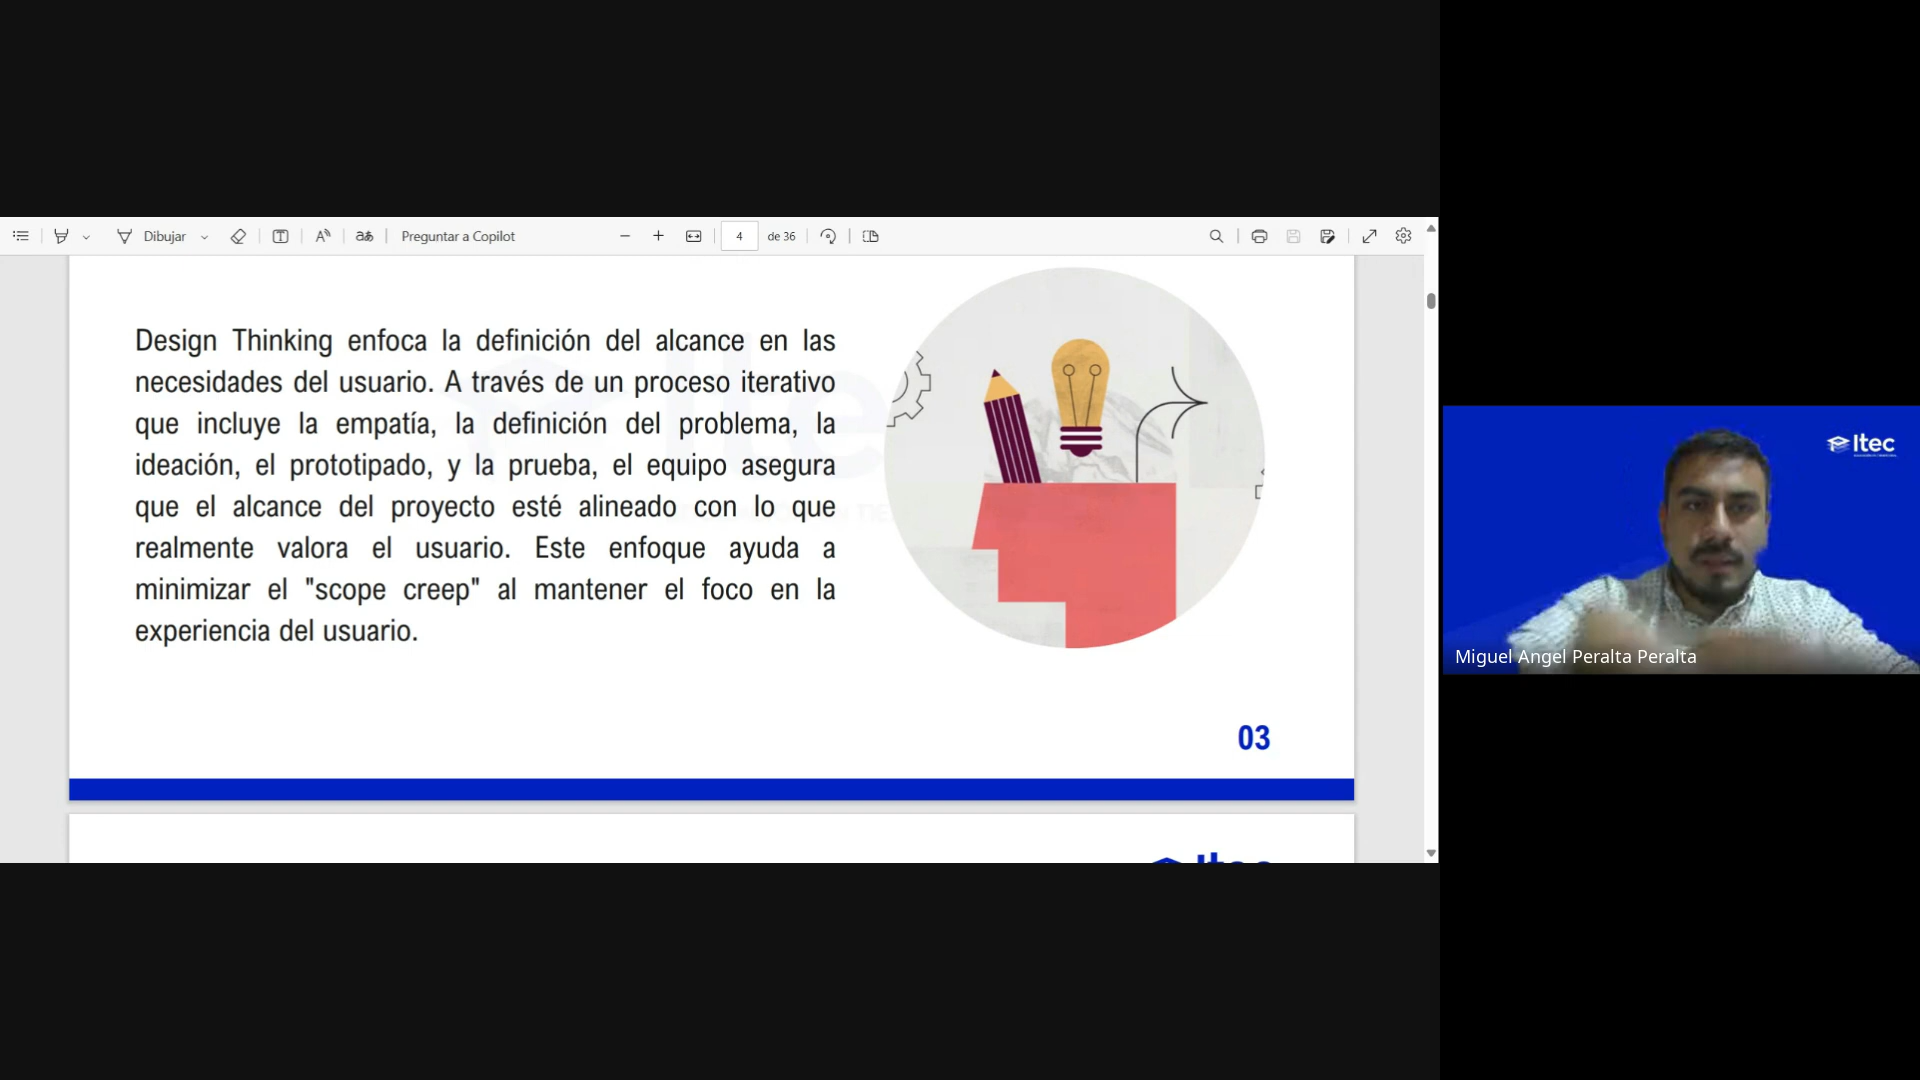 Dibujar
Preguntar a Copilot
4
de 36
Design Thinking enfoca la definición del alcance en las
necesidades del usuario. A través de un proceso iterativo
que incluye la empatía, la definición del problema, la
ideación, el prototipado, y la prueba, el equipo asegura
que el alcance del proyecto esté alineado con lo que
realmente valora el usuario. Este enfoque ayuda a
minimizar el "scope creep" al mantener el foco en la
experiencia del usuario.
03
Itec
Itec
Miguel Angel Peralta Peralta